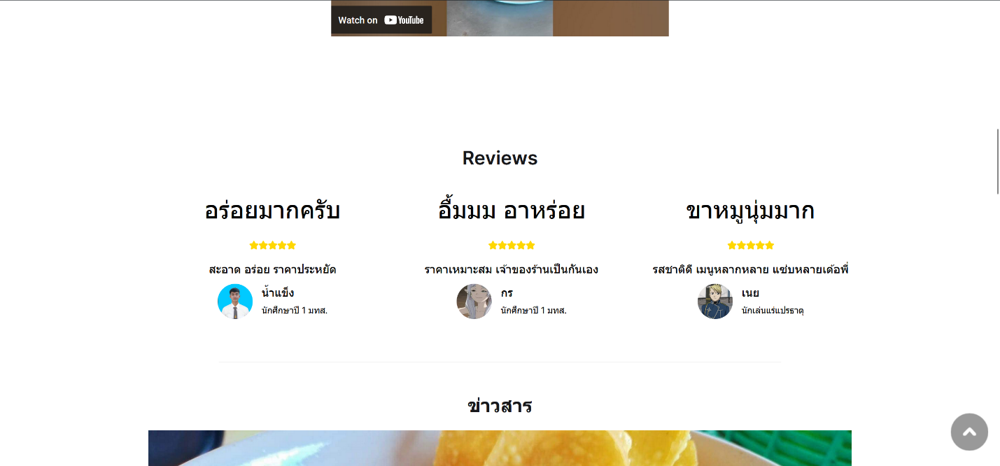 Watch on YouTube
Reviews
อร่อยมากครับ
สะอาด อร่อย ราคาประหยัด
น้ำแข็ง
นักศึกษาปี 1 มทส.
อื้มมม อาหร่อย
ราคาเหมาะสม เจ้าของร้านเป็นกันเอง
กร
นักศึกษาปี 1 มทส.
ขาหมูนุ่มมาก
รสชาติดี เมนูหลากหลาย แซ่บหลายเด้อพี่
เนย
นักเล่นแร่แปรธาตุ
ข่าวสาร